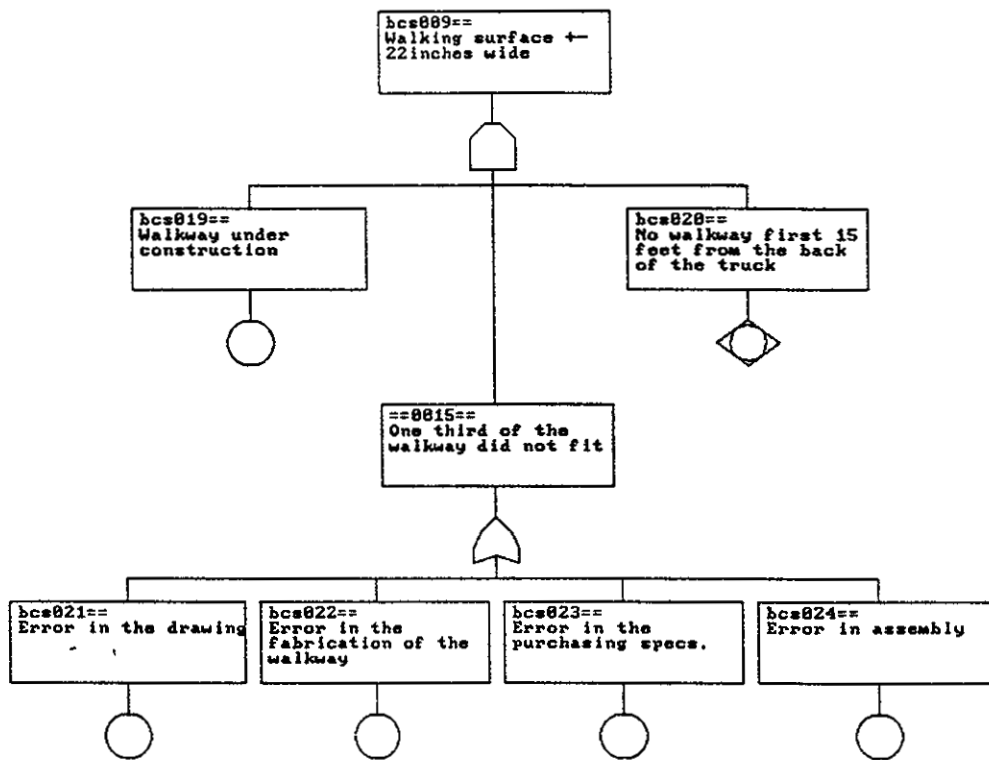 bcs009==
Walking surface +-
22inches wide
bcs019==
Walkway under
construction
bcs020==
No walkway first 15
feet from the back
of the truck
==0015==
One third of the
walkway did not fit
bcs021==
Error in the drawing
bcs022==
Error in the
fabrication of the
walkway
bcs023==
Error in the
purchasing specs.
bcs024==
Error in assembly